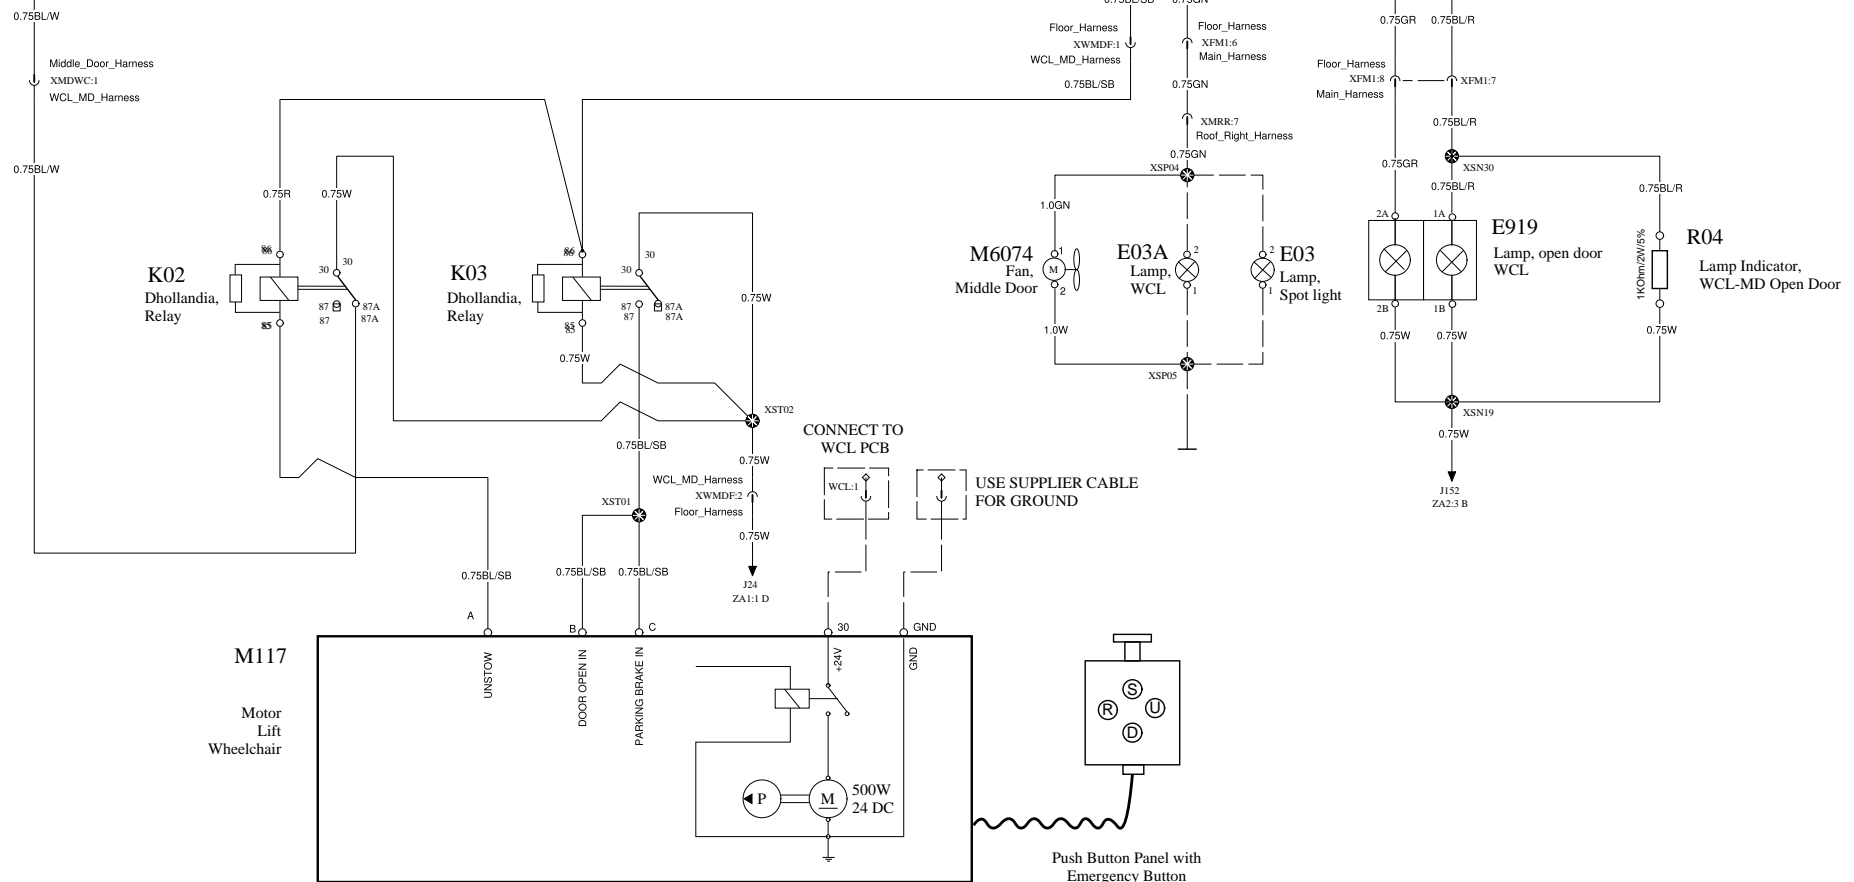 0.75BL/W
Middle_Door_Harness
XMDWC:1
WCL_MD_Harness
0.75BL/W
0.75R
0.75W
86
30
30
K02
Dhollandia,
Relay
87
87
87A
87A
85
K03
Dhollandia,
Relay
86
30
30
87
87
87A
87A
85
0.75W
0.75W
XST02
0.75BL/SB
0.75W
WCL_MD_Harness
XWMDF:2
Floor_Harness
0.75W
J24
ZA1:1 D
XST01
0.75BL/SB
0.75BL/SB
0.75BL/SB
0.75BL/SB
0.75GN
Floor_Harness
XWMDF:1
WCL_MD_Harness
0.75BL/SB
Floor_Harness
XFM1:6
Main_Harness
0.75GN
XMRR:7
Roof_Right_Harness
0.75GN
XSP04
1.0GN
M6074
Fan,
Middle Door
1
M
2
1.0W
E03A
Lamp,
WCL
2
1
2
E03
Lamp,
Spot light
1
XSP05
0.75GR
0.75BL/R
Floor_Harness
XFM1:8
Main_Harness
XFM1:7
0.75BL/R
XSN30
0.75GR
0.75BL/R
0.75BL/R
2A
1A
E919
Lamp, open door
WCL
2B
1B
0.75W
0.75W
1KOhm/2W/5%
R04
Lamp Indicator,
WCL-MD Open Door
0.75W
XSN19
0.75W
J152
ZA2:3 B
CONNECT TO
WCL PCB
WCL:1
USE SUPPLIER CABLE
FOR GROUND
A
B
C
30
GND
M117
Motor
Lift
Wheelchair
UNSTOW
DOOR OPEN IN
PARKING BRAKE IN
+24V
GND
P
M
500W
24 DC
S
R
U
D
Push Button Panel with
Emergency Button